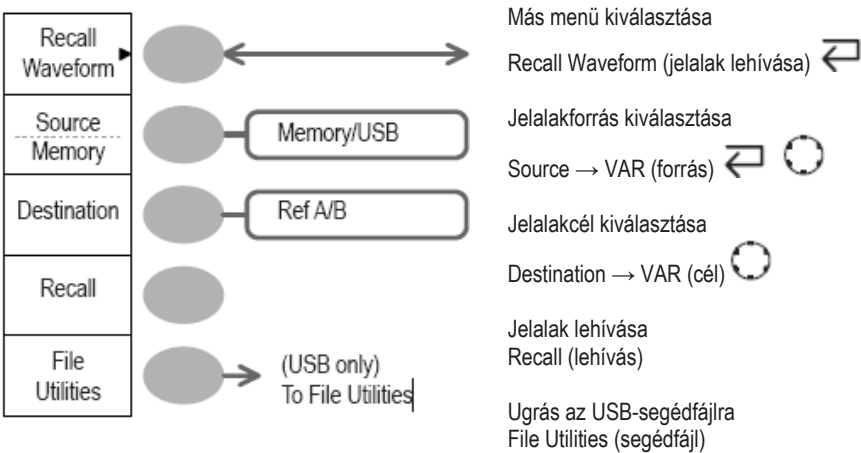 Recall
Waveform
Source
Memory
Memory/USB
Destination
Ref A/B
Recall
File
Utilities
(USB only)
To File Utilities
Más menü kiválasztása
Recall Waveform (jelalak lehívása)
Jelalakforrás kiválasztása
Source → VAR (forrás)
Jelalakcél kiválasztása
Destination → VAR (cél)
Jelalak lehívása
Recall (lehívás)
Ugrás az USB-segédfájlra
File Utilities (segédfájl)